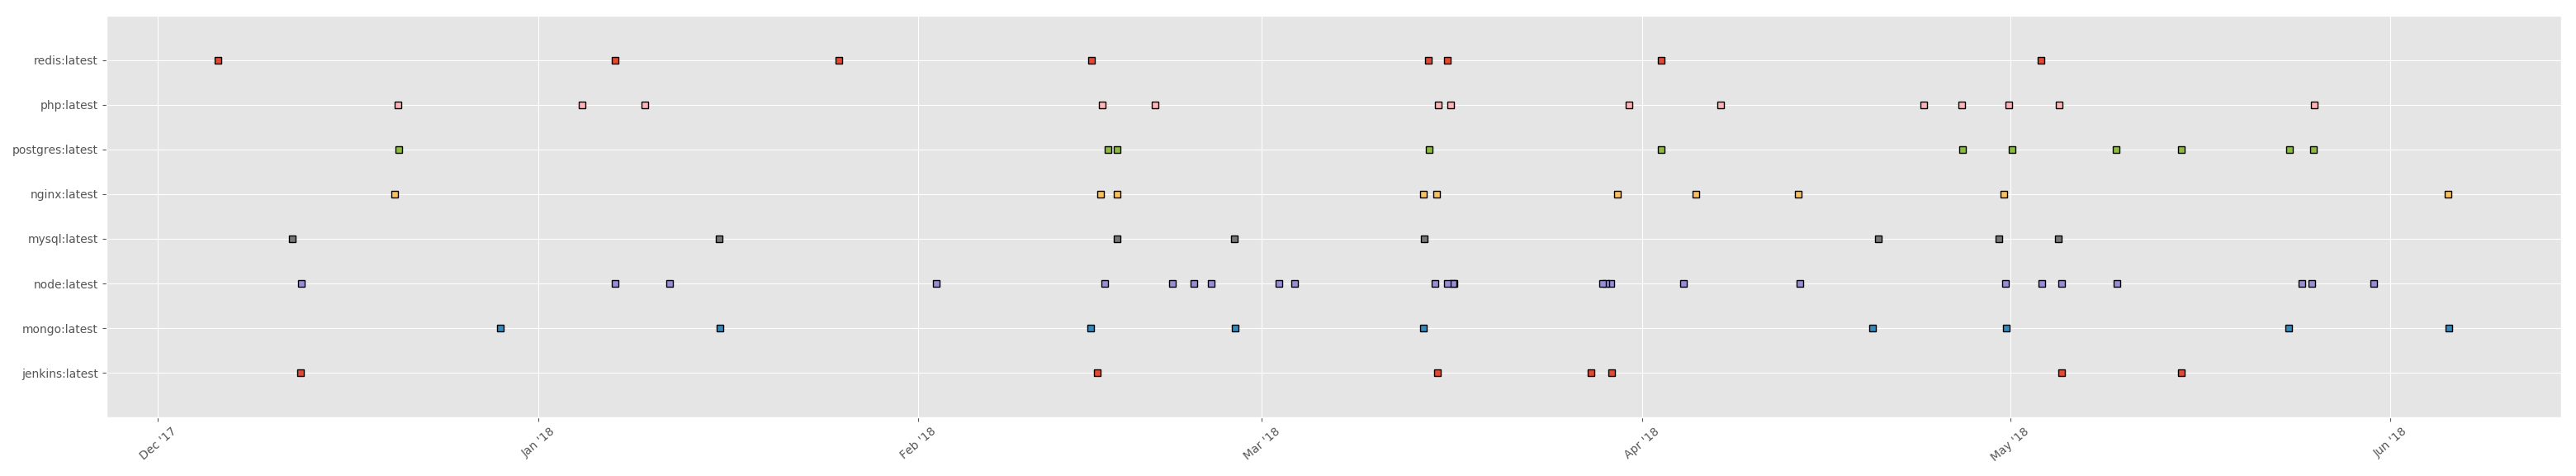 redis:latest
php:latest
postgres:latest
nginx:latest
mysql:latest
node:latest
mongo:latest
jenkins:latest
Dec '17
Jan '18
Feb '18
Mar '18
Apr '18
May '18
Jun '18